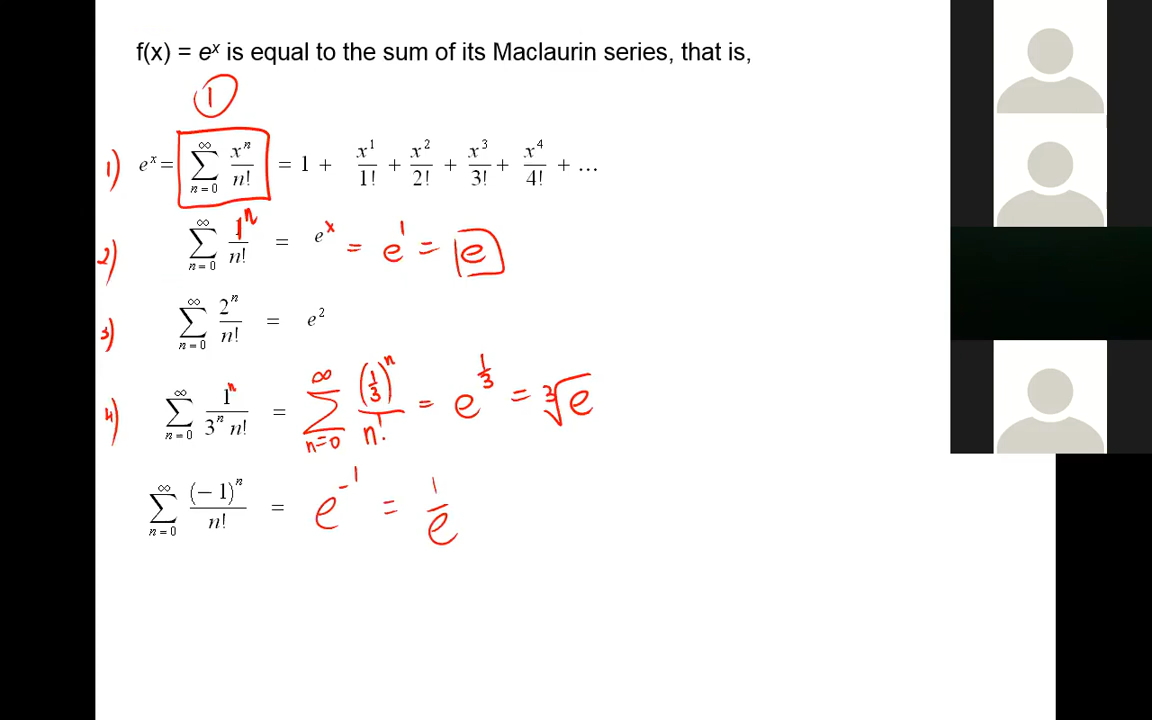 f(x) = eˣ is equal to the sum of its Maclaurin series, that is,
1
1) eˣ = ∑_{n=0}^{∞} xⁿ/n! = 1 + x¹/1! + x²/2! + x³/3! + x⁴/4! + ...
2) ∑_{n=0}^{∞} 1ⁿ/n! = eˣ = e¹ = e
3) ∑_{n=0}^{∞} 2ⁿ/n! = e²
4) ∑_{n=0}^{∞} 1ⁿ/(3ⁿ n!) = ∑_{n=0}^{∞} (1/3)ⁿ/n! = e^{1/3} = ∛e
∑_{n=0}^{∞} (−1)ⁿ/n! = e⁻¹ = 1/e